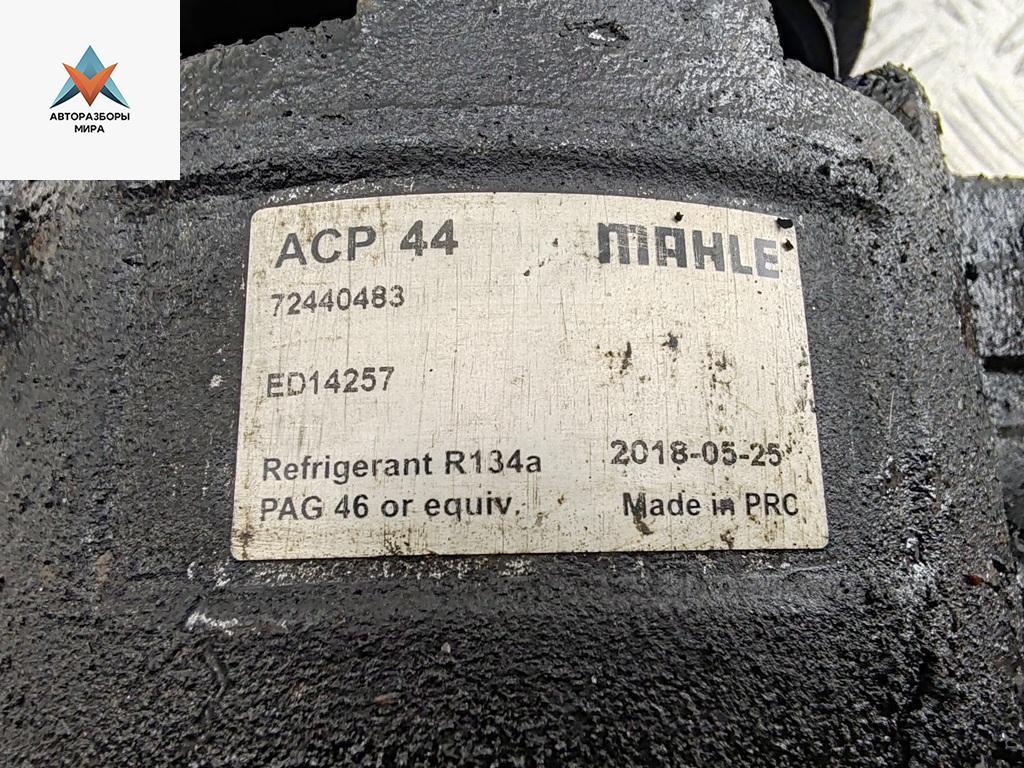 АВТОРАЗБОРЫ
МИРА
ACP 44 MAHLE
72440483
ED14257
Refrigerant R134a 2018-05-25
PAG 46 or equiv. Made in PRC